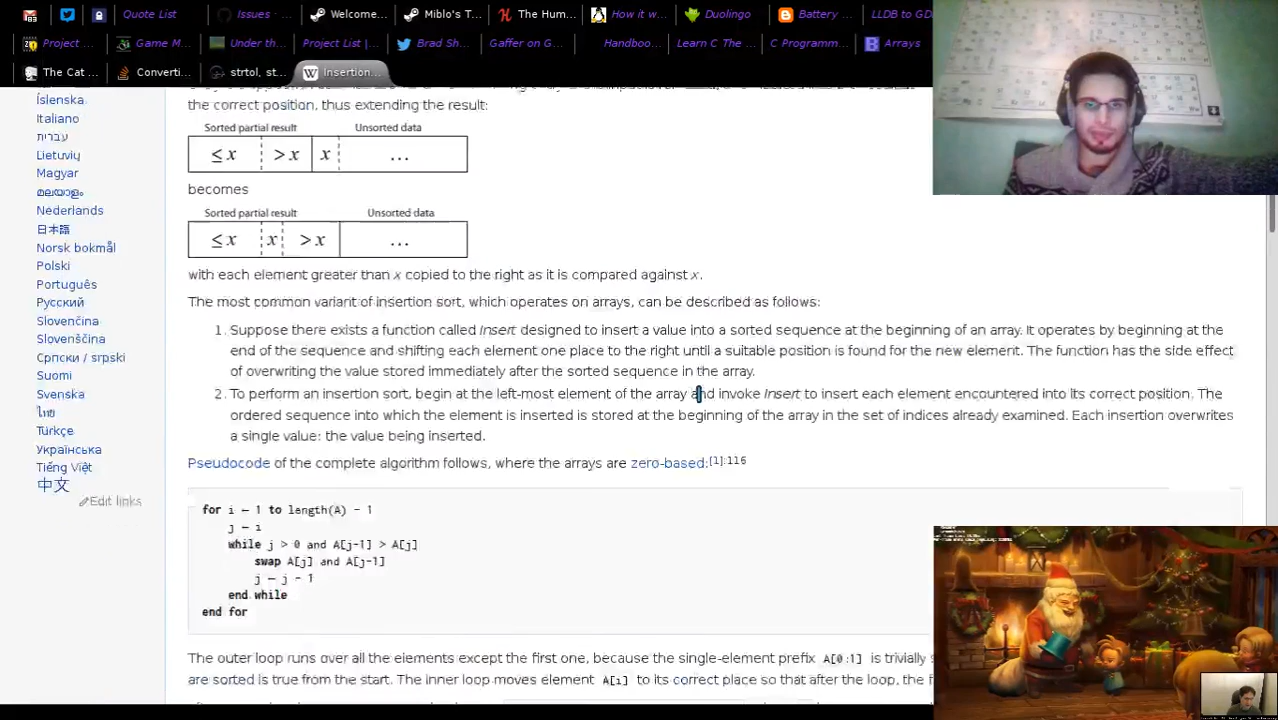 Quote List
Issues ·
Welcome...
Miblo's T...
The Hum...
How it w...
Duolingo
Battery ...
LLDB to GD
Project ...
Game M...
Under th...
Project List |...
Brad Sh...
Gaffer on G...
Handboo...
Learn C The ...
C Programm...
Arrays
The Cat ...
Converti...
strtol, st...
Insertion...
Íslenska
Italiano
עברית
Lietuvių
Magyar
മലയാളം
Nederlands
日本語
Norsk bokmål
Polski
Português
Русский
Slovenčina
Slovenščina
Српски / srpski
Suomi
Svenska
ไทย
Türkçe
Українська
Tiếng Việt
中文
Edit links
the correct position, thus extending the result:
Sorted partial result Unsorted data
≤ x > x x ...
becomes
Sorted partial result Unsorted data
≤ x x > x ...
with each element greater than x copied to the right as it is compared against x.
The most common variant of insertion sort, which operates on arrays, can be described as follows:
1. Suppose there exists a function called Insert designed to insert a value into a sorted sequence at the beginning of an array. It operates by beginning at the
end of the sequence and shifting each element one place to the right until a suitable position is found for the new element. The function has the side effect
of overwriting the value stored immediately after the sorted sequence in the array.
2. To perform an insertion sort, begin at the left-most element of the array and invoke Insert to insert each element encountered into its correct position. The
ordered sequence into which the element is inserted is stored at the beginning of the array in the set of indices already examined. Each insertion overwrites
a single value: the value being inserted.
Pseudocode of the complete algorithm follows, where the arrays are zero-based:[1]:116
for i ← 1 to length(A) - 1
j ← i
while j > 0 and A[j-1] > A[j]
swap A[j] and A[j-1]
j ← j - 1
end while
end for
The outer loop runs over all the elements except the first one, because the single-element prefix A[0:1] is trivially
are sorted is true from the start. The inner loop moves element A[i] to its correct place so that after the loop, the